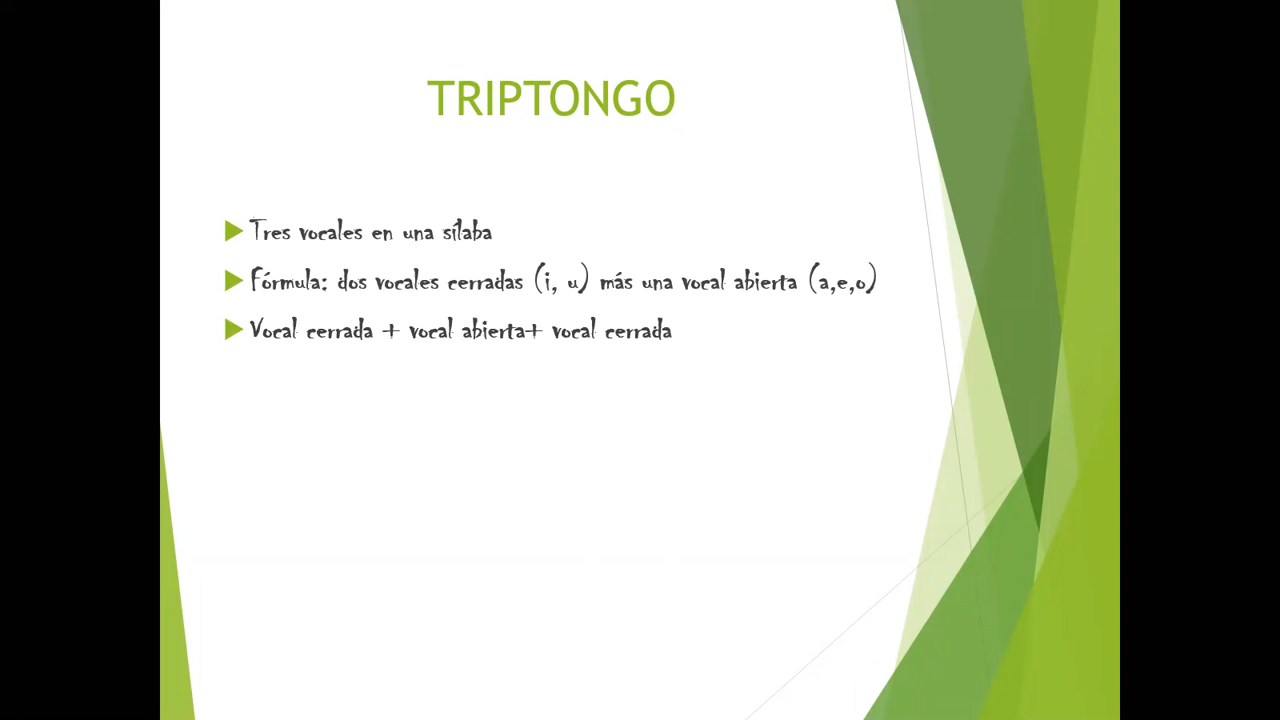 TRIPTONGO
Tres vocales en una sílaba
Fórmula: dos vocales cerradas (i, u) más una vocal abierta (a,e,o)
Vocal cerrada + vocal abierta+ vocal cerrada